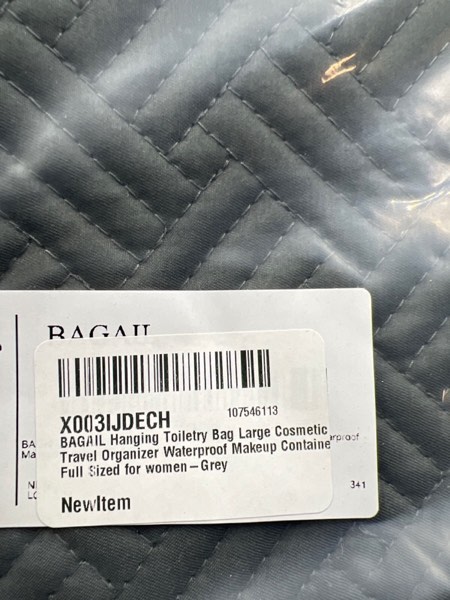 BAGAIL
X003IJDECH
107546113
BAGAIL Hanging Toiletry Bag Large Cosmetic
Travel Organizer Waterproof Makeup Containe
Full Sized for women—Grey
NewItem
341